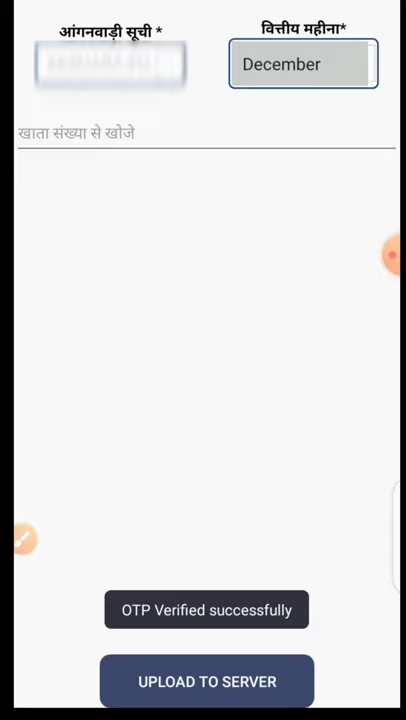 आंगनवाड़ी सूची *
वित्तीय महीना*
December
खाता संख्या से खोजे
OTP Verified successfully
UPLOAD TO SERVER